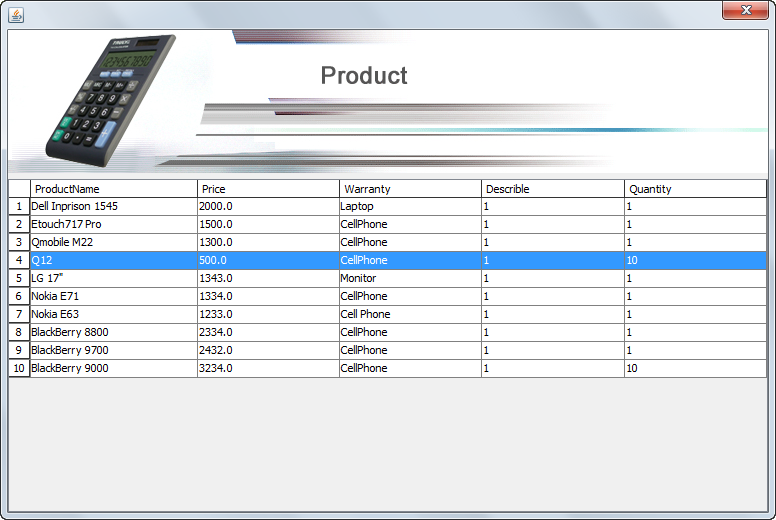 Product
ProductName Price Warranty Describle Quantity
1 Dell Inprison 1545 2000.0 Laptop 1 1
2 Etouch717 Pro 1500.0 CellPhone 1 1
3 Qmobile M22 1300.0 CellPhone 1 1
4 Q12 500.0 CellPhone 1 10
5 LG 17" 1343.0 Monitor 1 1
6 Nokia E71 1334.0 CellPhone 1 1
7 Nokia E63 1233.0 Cell Phone 1 1
8 BlackBerry 8800 2334.0 CellPhone 1 1
9 BlackBerry 9700 2432.0 CellPhone 1 1
10 BlackBerry 9000 3234.0 CellPhone 1 10